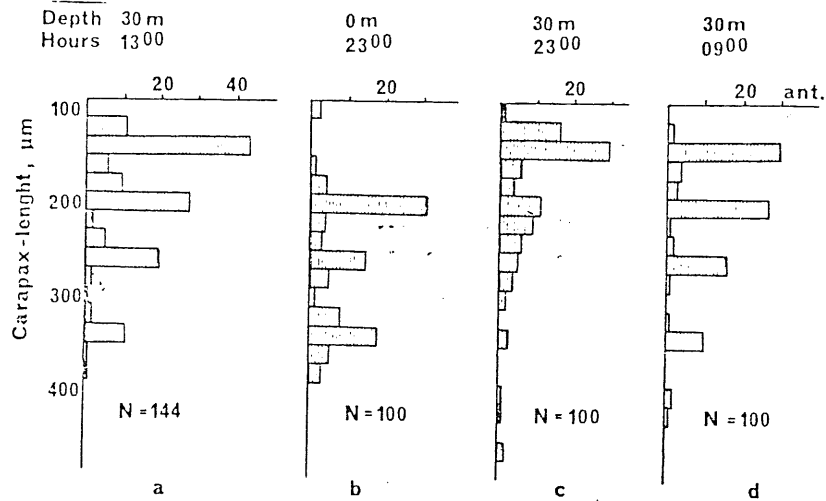 Depth 30 m 0 m 30 m 30 m
Hours 13 00 23 00 23 00 09 00
20 40 20 20 20 ant.
Carapax-lenght, µm
100
200
300
400
N = 144 N = 100 N = 100 N = 100
a b c d